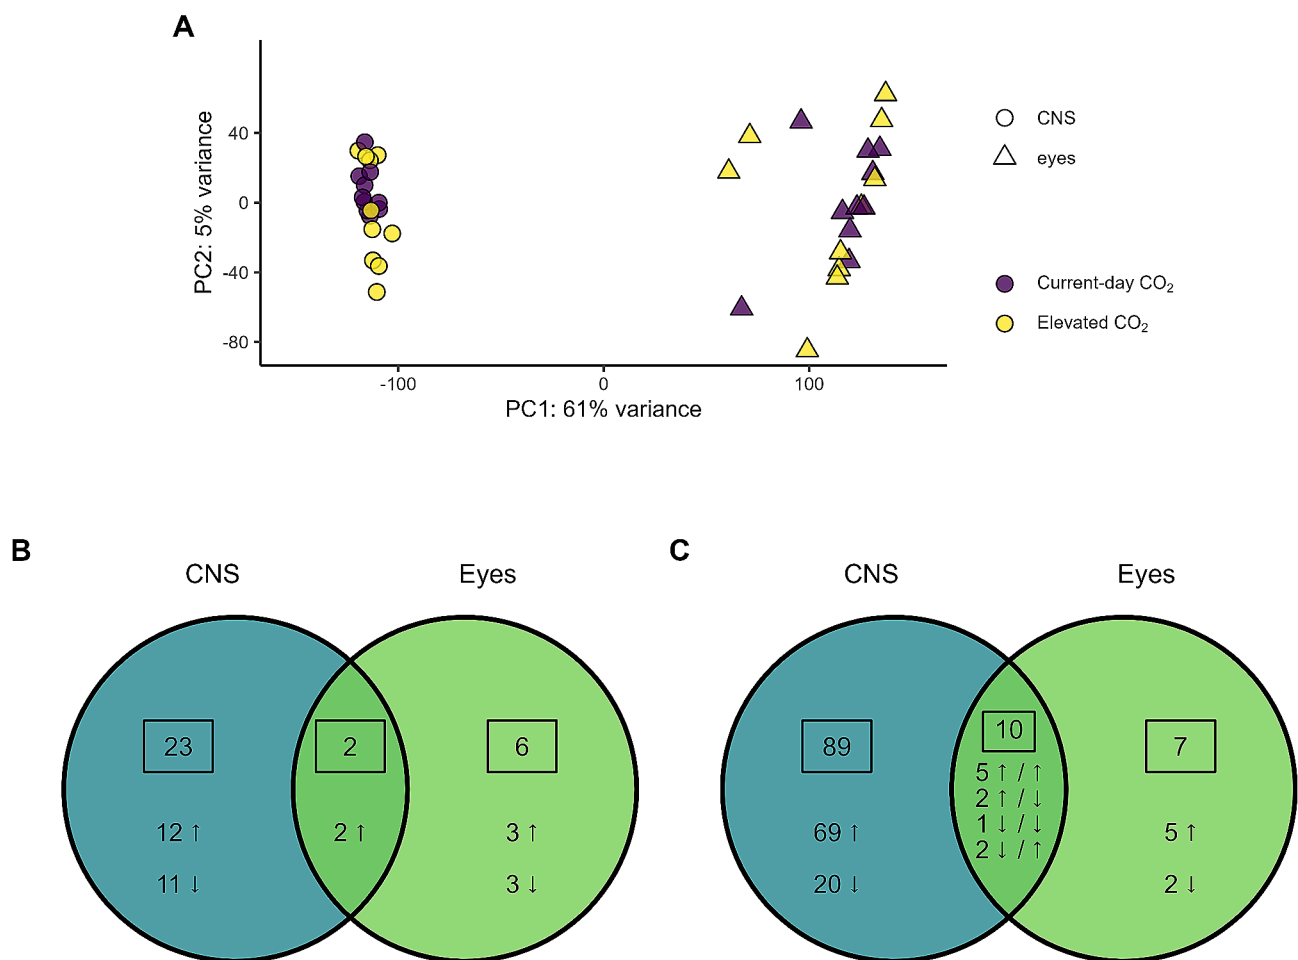 A
PC2: 5% variance
40
0
-40
-80
-100
0
100
PC1: 61% variance
CNS
eyes
Current-day CO₂
Elevated CO₂
B
CNS
Eyes
23
2
6
12 ↑
2 ↑
3 ↑
11 ↓
3 ↓
C
CNS
Eyes
89
10
7
5 ↑ / ↑
2 ↑ / ↓
1 ↓ / ↓
2 ↓ / ↑
69 ↑
5 ↑
20 ↓
2 ↓